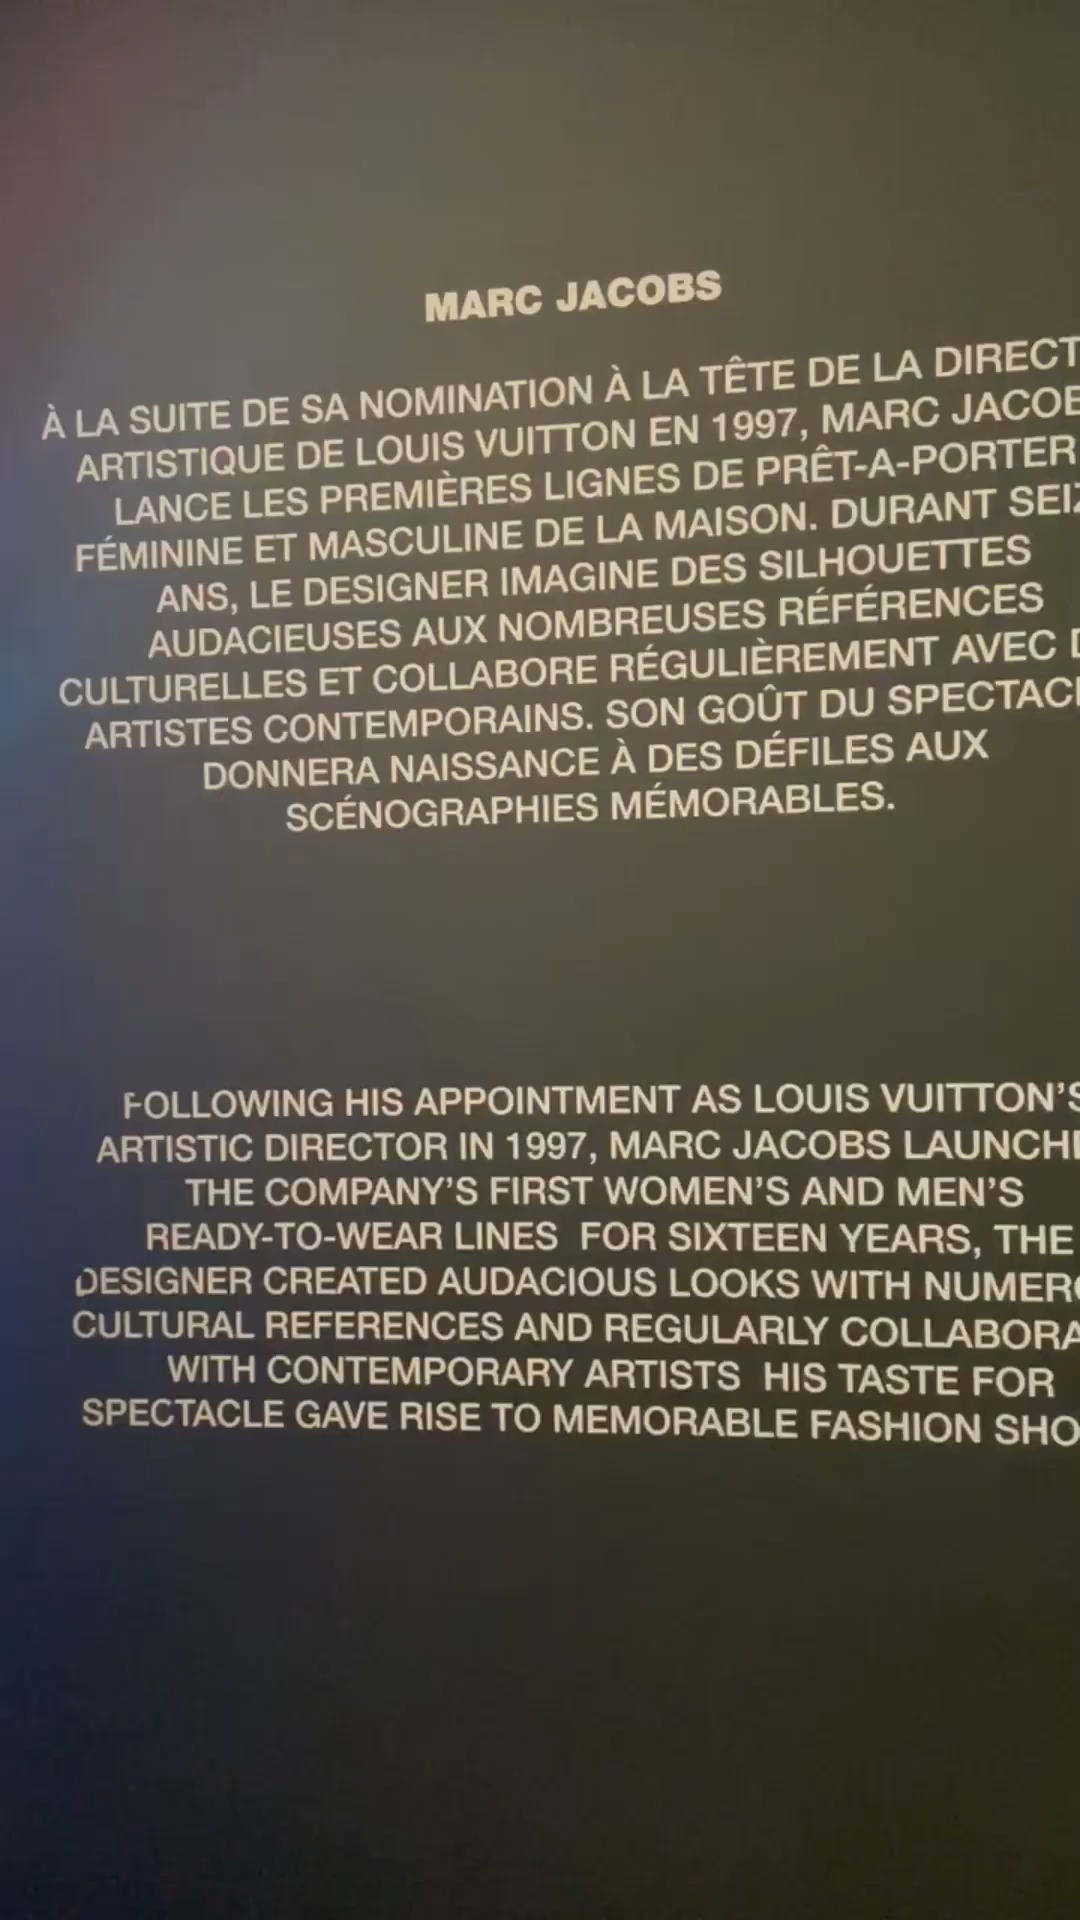 MARC JACOBS
À LA SUITE DE SA NOMINATION À LA TÊTE DE LA DIRECT
ARTISTIQUE DE LOUIS VUITTON EN 1997, MARC JACOB
LANCE LES PREMIÈRES LIGNES DE PRÊT-A-PORTER
FÉMININE ET MASCULINE DE LA MAISON. DURANT SEIZ
ANS, LE DESIGNER IMAGINE DES SILHOUETTES
AUDACIEUSES AUX NOMBREUSES RÉFÉRENCES
CULTURELLES ET COLLABORE RÉGULIÈREMENT AVEC D
ARTISTES CONTEMPORAINS. SON GOÛT DU SPECTACL
DONNERA NAISSANCE À DES DÉFILES AUX
SCÉNOGRAPHIES MÉMORABLES.
FOLLOWING HIS APPOINTMENT AS LOUIS VUITTON'S
ARTISTIC DIRECTOR IN 1997, MARC JACOBS LAUNCHE
THE COMPANY'S FIRST WOMEN'S AND MEN'S
READY-TO-WEAR LINES FOR SIXTEEN YEARS, THE
DESIGNER CREATED AUDACIOUS LOOKS WITH NUMERO
CULTURAL REFERENCES AND REGULARLY COLLABORA
WITH CONTEMPORARY ARTISTS HIS TASTE FOR
SPECTACLE GAVE RISE TO MEMORABLE FASHION SHO